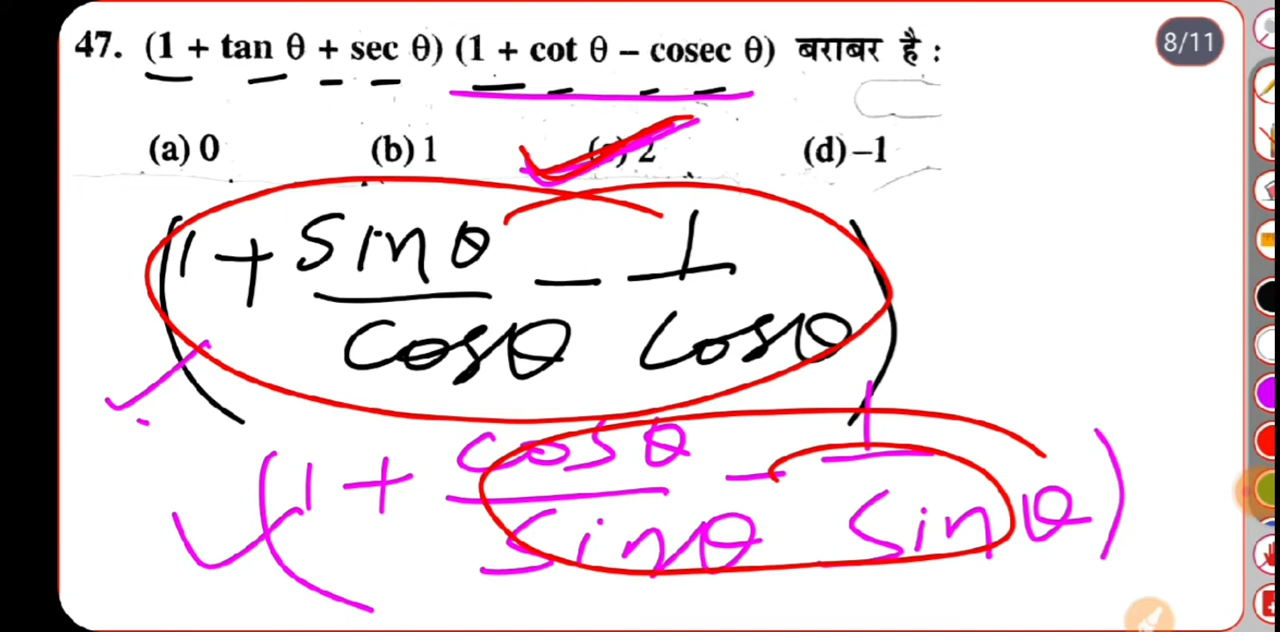 47. (1 + tan θ + sec θ) (1 + cot θ – cosec θ) बराबर है :
8/11
(a) 0 (b) 1 (c) 2 (d) –1
(1 + sinθ/cosθ – 1/cosθ)
(1 + cosθ/sinθ – 1/sinθ)